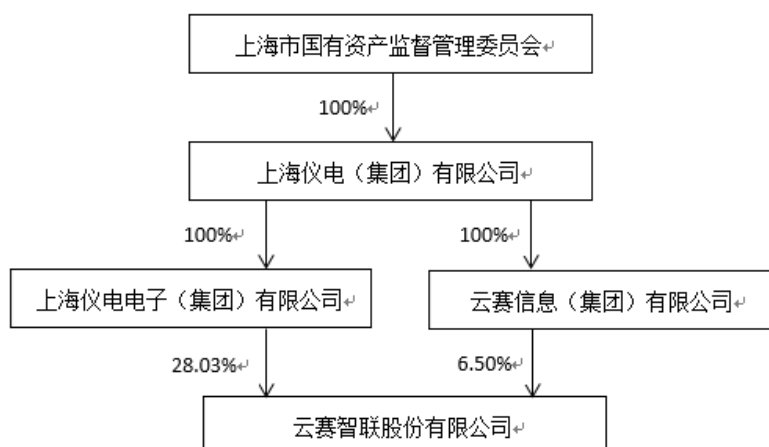 上海市国有资产监督管理委员会
100%
上海仪电（集团）有限公司
100%
100%
上海仪电电子（集团）有限公司
云赛信息（集团）有限公司
28.03%
6.50%
云赛智联股份有限公司